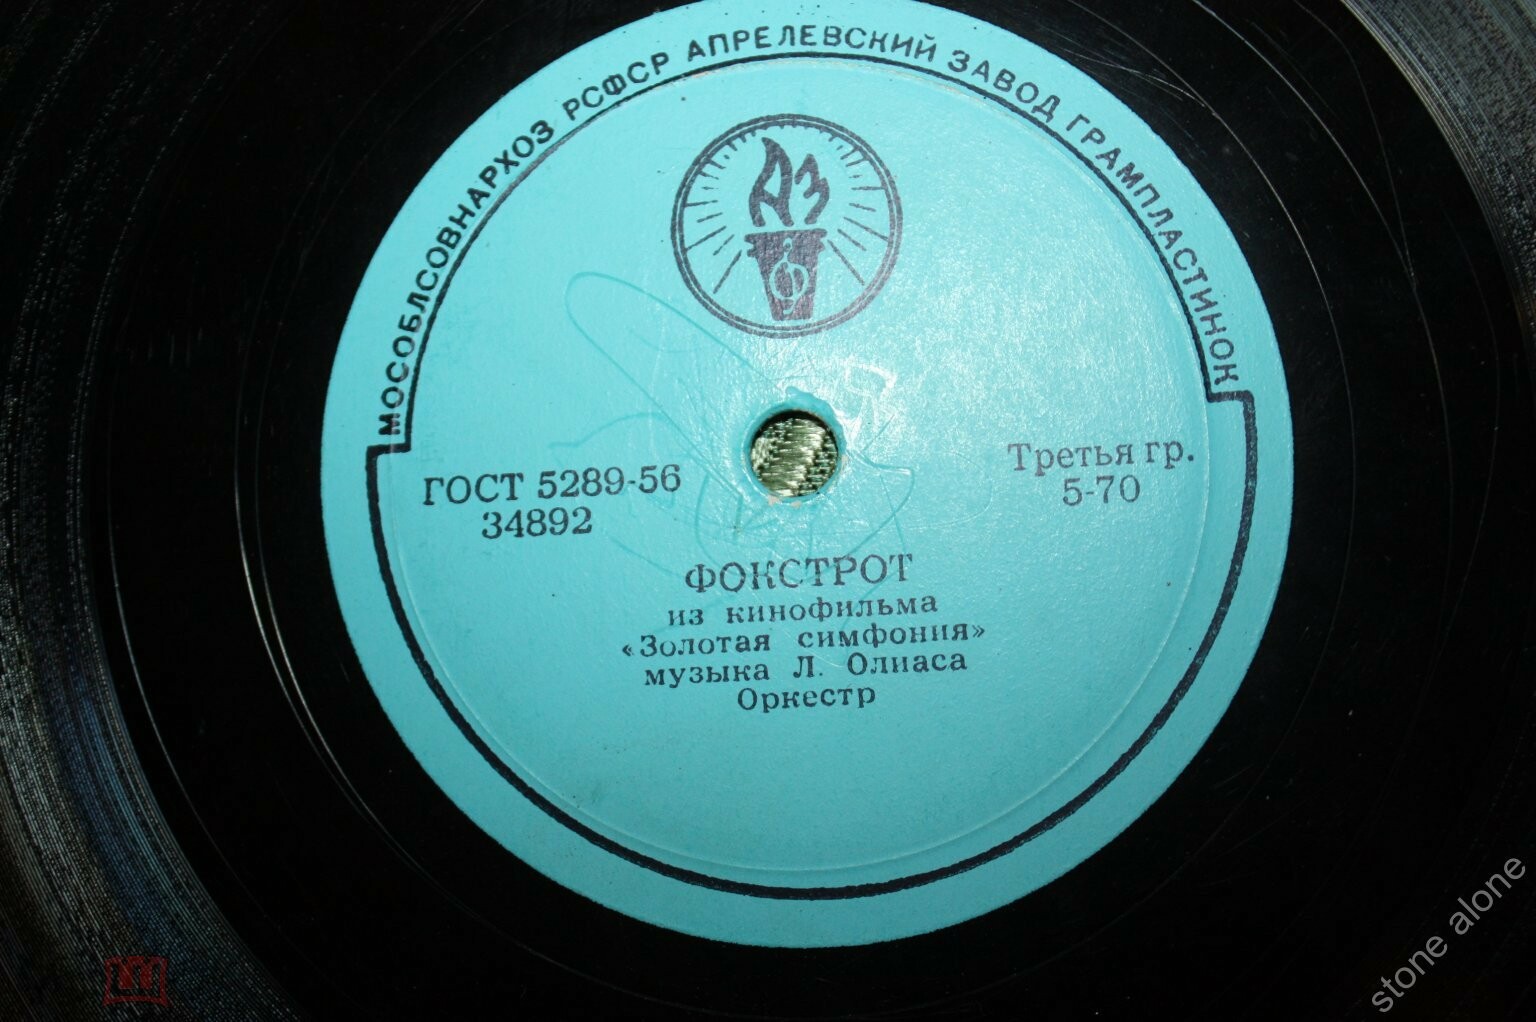 МОСОБЛСОВНАРХОЗ РСФСР АПРЕЛЕВСКИЙ ЗАВОД ГРАМПЛАСТИНОК
АЗ
ГОСТ 5289-56
34892
Третья гр.
5-70
ФОКСТРОТ
из кинофильма
«Золотая симфония»
музыка Л. Олиаса
Оркестр
stone alone